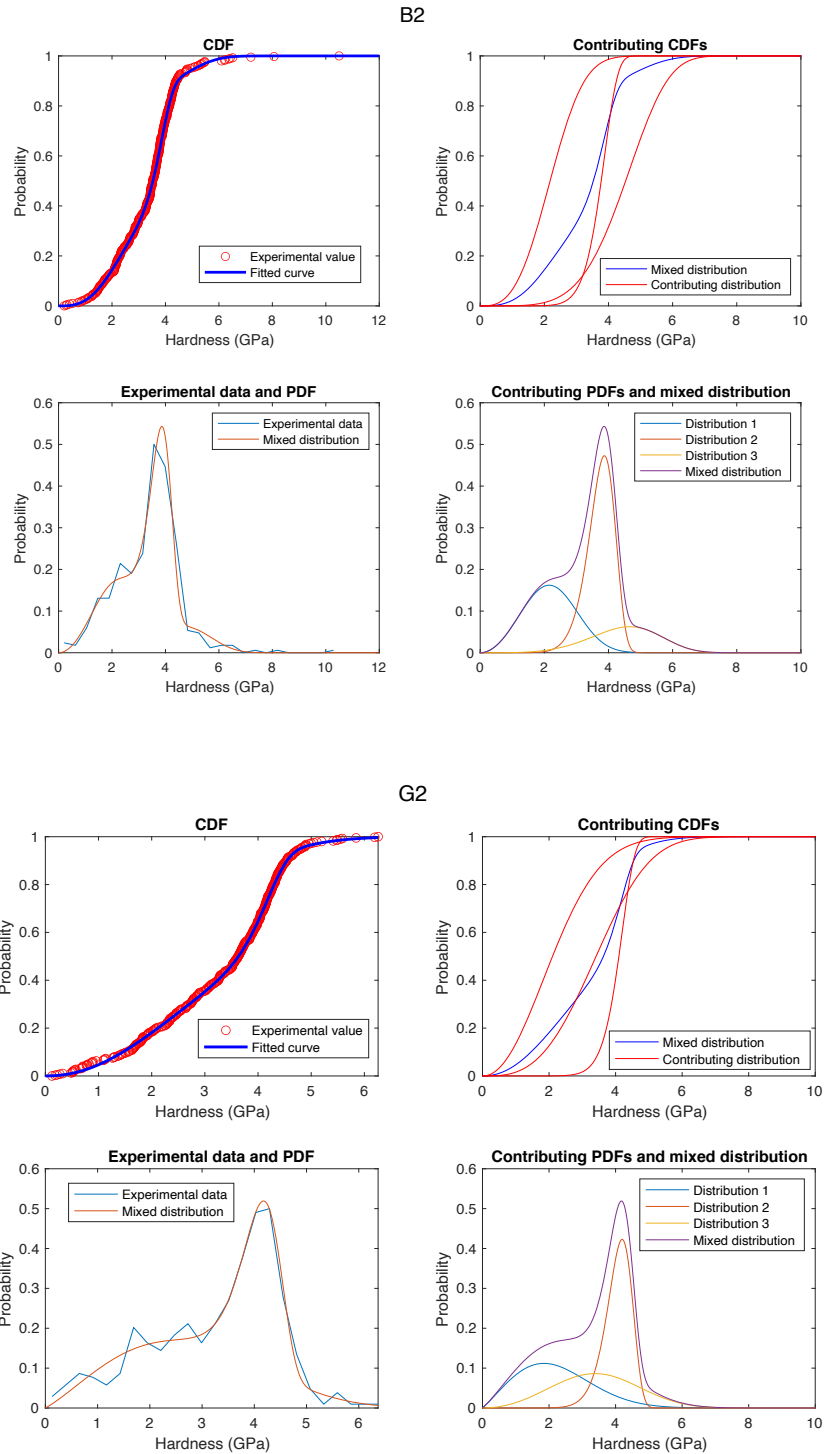 B2
CDF
1
0.8
0.6
0.4
0.2
0
Probability
Experimental value
Fitted curve
0 2 4 6 8 10 12
Hardness (GPa)
Contributing CDFs
1
0.8
0.6
0.4
0.2
0
Probability
Mixed distribution
Contributing distribution
0 2 4 6 8 10
Hardness (GPa)
Experimental data and PDF
0.6
0.5
0.4
0.3
0.2
0.1
0
Probability
Experimental data
Mixed distribution
0 2 4 6 8 10 12
Hardness (GPa)
Contributing PDFs and mixed distribution
0.6
0.5
0.4
0.3
0.2
0.1
0
Probability
Distribution 1
Distribution 2
Distribution 3
Mixed distribution
0 2 4 6 8 10
Hardness (GPa)
G2
CDF
1
0.8
0.6
0.4
0.2
0
Probability
Experimental value
Fitted curve
0 1 2 3 4 5 6
Hardness (GPa)
Contributing CDFs
1
0.8
0.6
0.4
0.2
0
Probability
Mixed distribution
Contributing distribution
0 2 4 6 8 10
Hardness (GPa)
Experimental data and PDF
0.6
0.5
0.4
0.3
0.2
0.1
0
Probability
Experimental data
Mixed distribution
0 1 2 3 4 5 6
Hardness (GPa)
Contributing PDFs and mixed distribution
0.6
0.5
0.4
0.3
0.2
0.1
0
Probability
Distribution 1
Distribution 2
Distribution 3
Mixed distribution
0 2 4 6 8 10
Hardness (GPa)